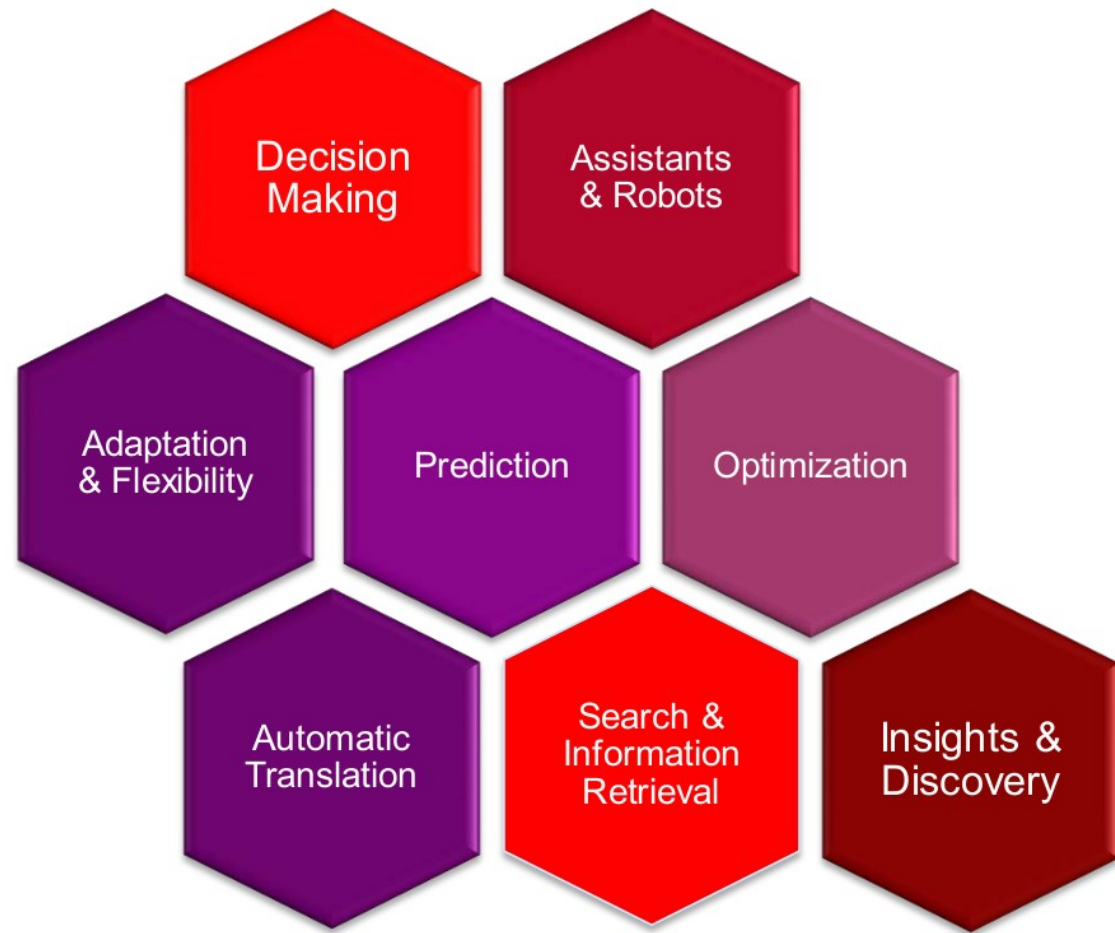 Decision
Making
Assistants
& Robots
Adaptation
& Flexibility
Prediction
Optimization
Automatic
Translation
Search &
Information
Retrieval
Insights &
Discovery